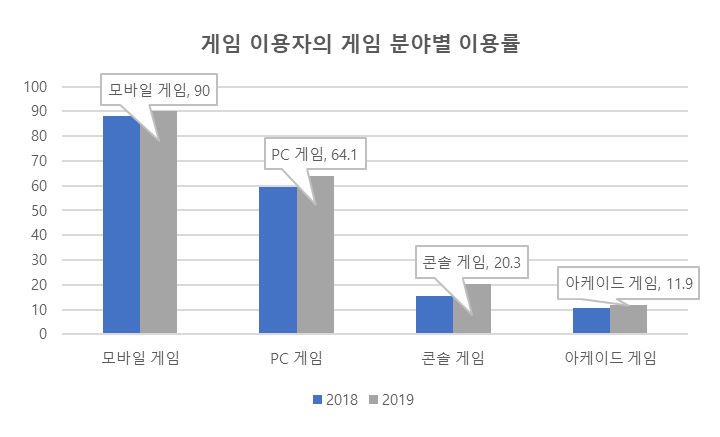 게임 이용자의 게임 분야별 이용률
100
90
80
70
60
50
40
30
20
10
0
모바일 게임, 90
PC 게임, 64.1
콘솔 게임, 20.3
아케이드 게임, 11.9
모바일 게임
PC 게임
콘솔 게임
아케이드 게임
2018
2019